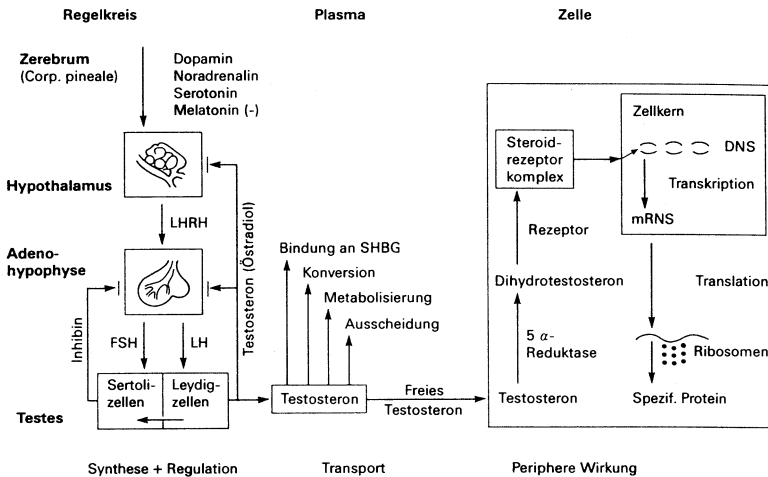 Regelkreis
Plasma
Zelle
Zerebrum
(Corp. pineale)
Dopamin
Noradrenalin
Serotonin
Melatonin (-)
Hypothalamus
LHRH
Adeno-
hypophyse
Inhibin
FSH
LH
Testosteron (Östradiol)
Sertoli-
zellen
Leydig-
zellen
Testes
Bindung an SHBG
Konversion
Metabolisierung
Ausscheidung
Testosteron
Freies
Testosteron
Steroid-
rezeptor
komplex
Rezeptor
Dihydrotestosteron
5 α-
Reduktase
Testosteron
Zellkern
DNS
Transkription
mRNS
Translation
Ribosomen
Spezif. Protein
Synthese + Regulation
Transport
Periphere Wirkung